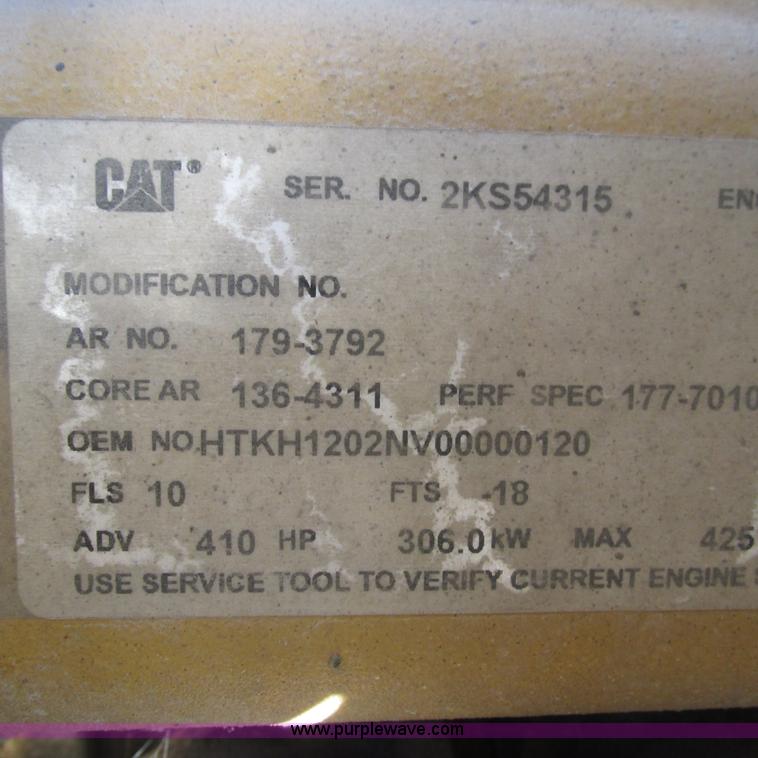 CAT® SER. NO. 2KS54315 EN
MODIFICATION NO.
AR NO. 179-3792
CORE AR 136-4311 PERF SPEC 177-7010
OEM NO.HTKH1202NV00000120
FLS 10 FTS -18
ADV 410 HP 306.0 kW MAX 425
USE SERVICE TOOL TO VERIFY CURRENT ENGINE
www.purplewave.com